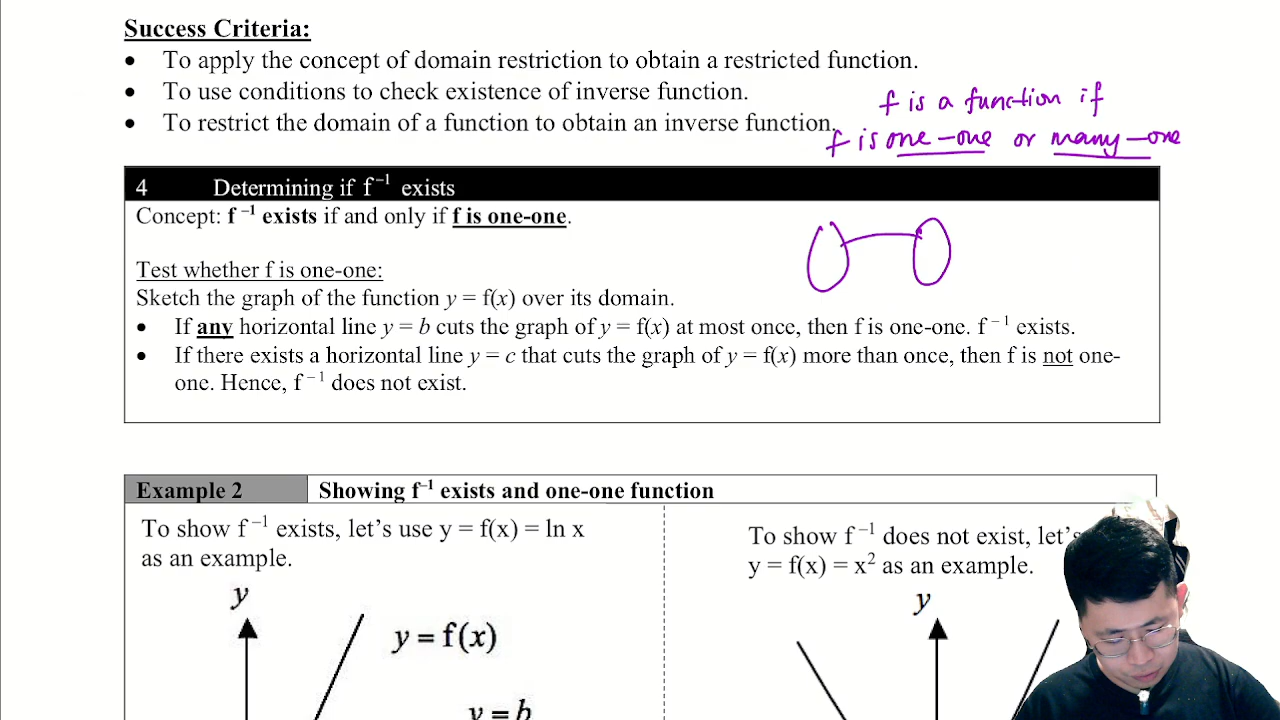 Success Criteria:
• To apply the concept of domain restriction to obtain a restricted function.
• To use conditions to check existence of inverse function.
• To restrict the domain of a function to obtain an inverse function.
f is a function if
f is one-one or many-one
4 Determining if f⁻¹ exists
Concept: f⁻¹ exists if and only if f is one-one.
Test whether f is one-one:
Sketch the graph of the function y = f(x) over its domain.
• If any horizontal line y = b cuts the graph of y = f(x) at most once, then f is one-one. f⁻¹ exists.
• If there exists a horizontal line y = c that cuts the graph of y = f(x) more than once, then f is not one-
one. Hence, f⁻¹ does not exist.
Example 2 Showing f⁻¹ exists and one-one function
To show f⁻¹ exists, let’s use y = f(x) = ln x
as an example.
y
y = f(x)
y = b
To show f⁻¹ does not exist, let’s
y = f(x) = x² as an example.
y